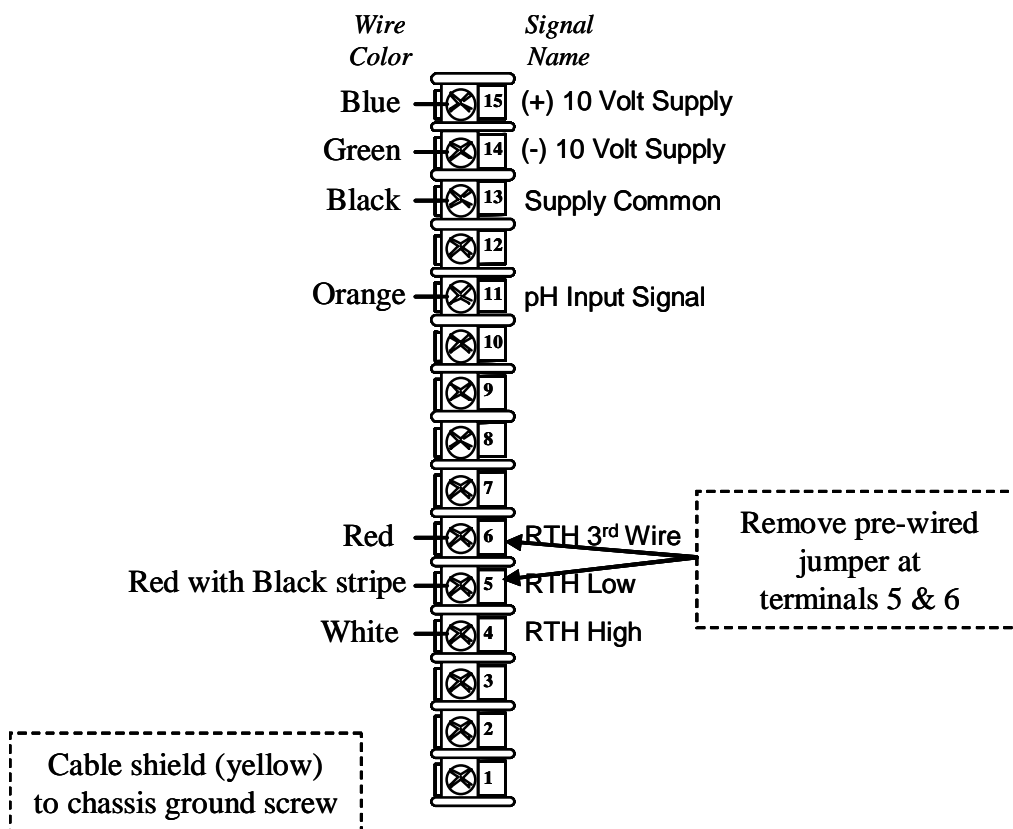 Wire Color
Signal Name
Blue 15 (+) 10 Volt Supply
Green 14 (-) 10 Volt Supply
Black 13 Supply Common
12
Orange 11 pH Input Signal
10
9
8
7
Red 6 RTH 3rd Wire
Red with Black stripe 5 RTH Low
White 4 RTH High
3
2
1
Remove pre-wired
jumper at
terminals 5 & 6
Cable shield (yellow)
to chassis ground screw